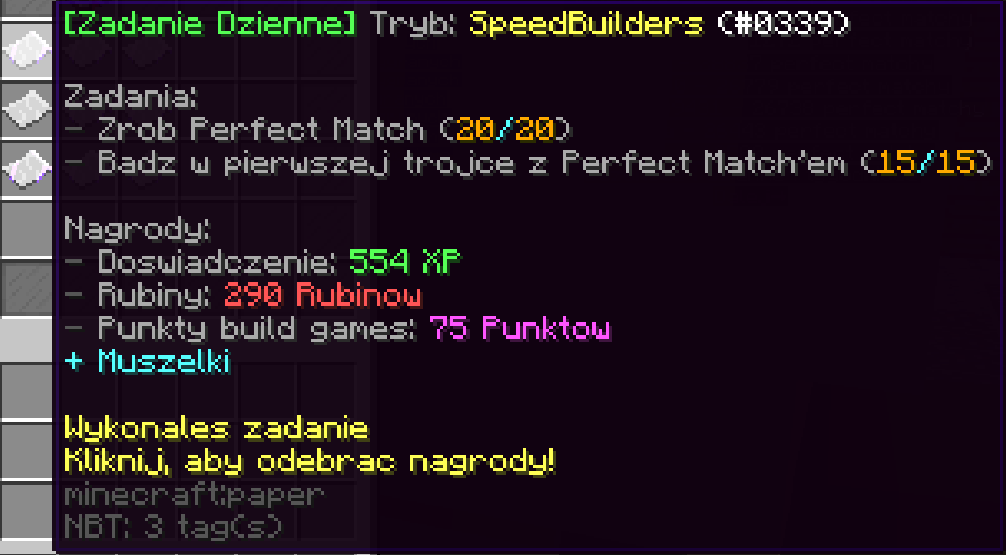 [Zadanie Dzienne] Tryb: SpeedBuilders (#0339)
Zadania:
- Zrob Perfect Match (20/20)
- Badz w pierwszej trojce z Perfect Match'em (15/15)
Nagrody:
- Doswiadczenie: 554 XP
- Rubiny: 290 Rubinow
- Punkty build games: 75 Punktow
+ Muszelki
Wykonales zadanie
Kliknij, aby odebrac nagrody!
minecraft:paper
NBT: 3 tag(s)